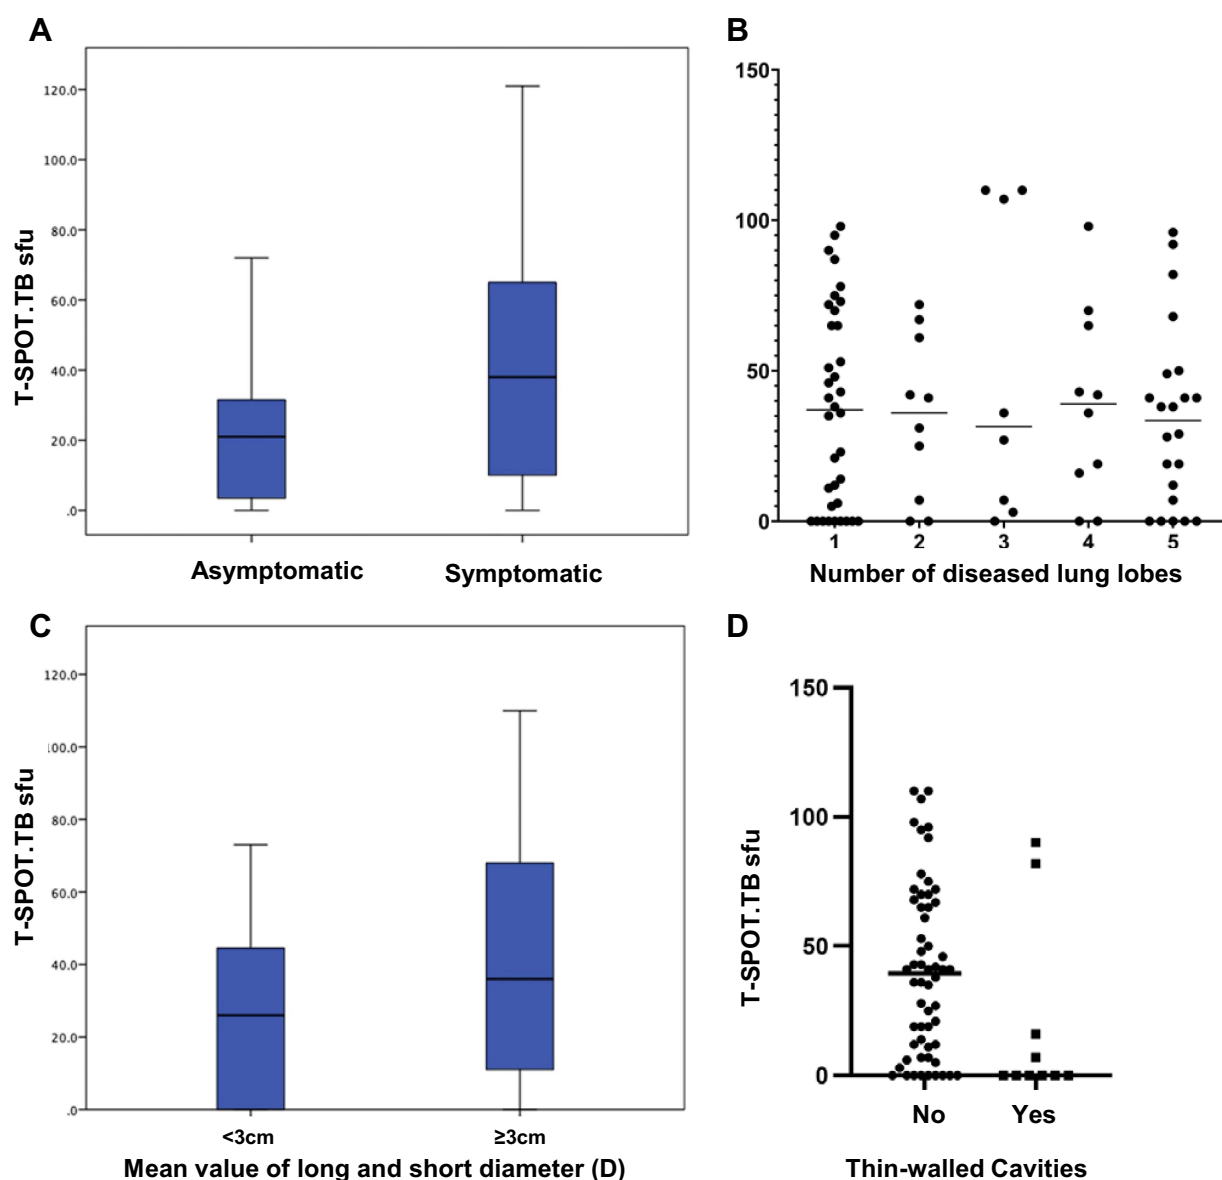 A
T-SPOT.TB sfu
120.0
100.0
80.0
60.0
40.0
20.0
.0
Asymptomatic
Symptomatic
B
150
100
50
0
1
2
3
4
5
Number of diseased lung lobes
C
T-SPOT.TB sfu
120.0
00.0
80.0
60.0
40.0
20.0
.0
<3cm
≥3cm
Mean value of long and short diameter (D)
D
T-SPOT.TB sfu
150
100
50
0
No
Yes
Thin-walled Cavities